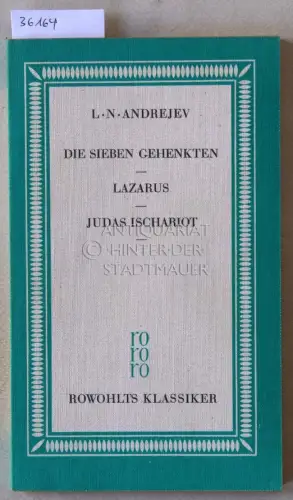 36164
L·N·ANDREJEV
DIE SIEBEN GEHENKTEN
LAZARUS
JUDAS ISCHARIOT
ANTIQUARIAT
HINTER·DER·
STADTMAUER
ro
ro
ro
ROWOHLTS KLASSIKER